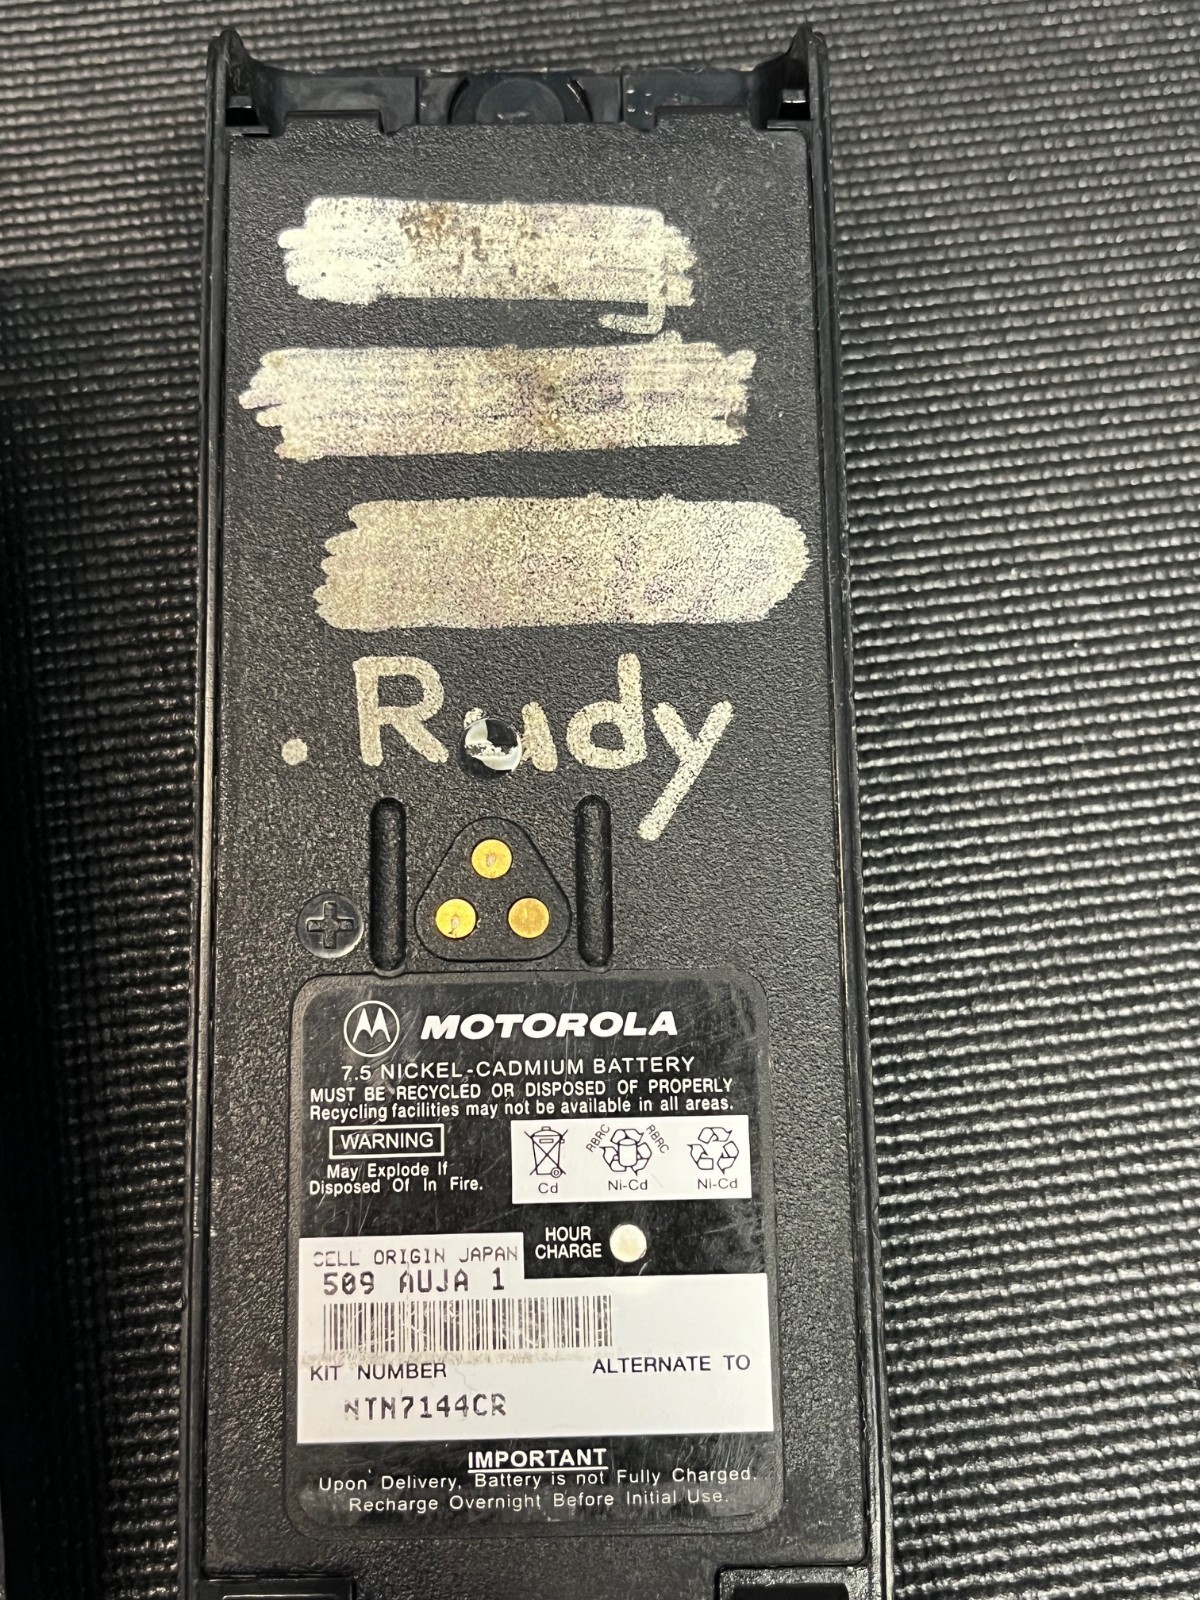 . Rudy
MOTOROLA
7.5 NICKEL-CADMIUM BATTERY
MUST BE RECYCLED OR DISPOSED OF PROPERLY
Recycling facilities may not be available in all areas.
WARNING
May Explode If
Disposed Of In Fire.
Cd
RBRC RBRC
Ni-Cd
Ni-Cd
HOUR
CHARGE
CELL ORIGIN JAPAN
509 AUJA 1
KIT NUMBER
ALTERNATE TO
NTN7144CR
IMPORTANT
Upon Delivery, Battery is not Fully Charged.
Recharge Overnight Before Initial Use.